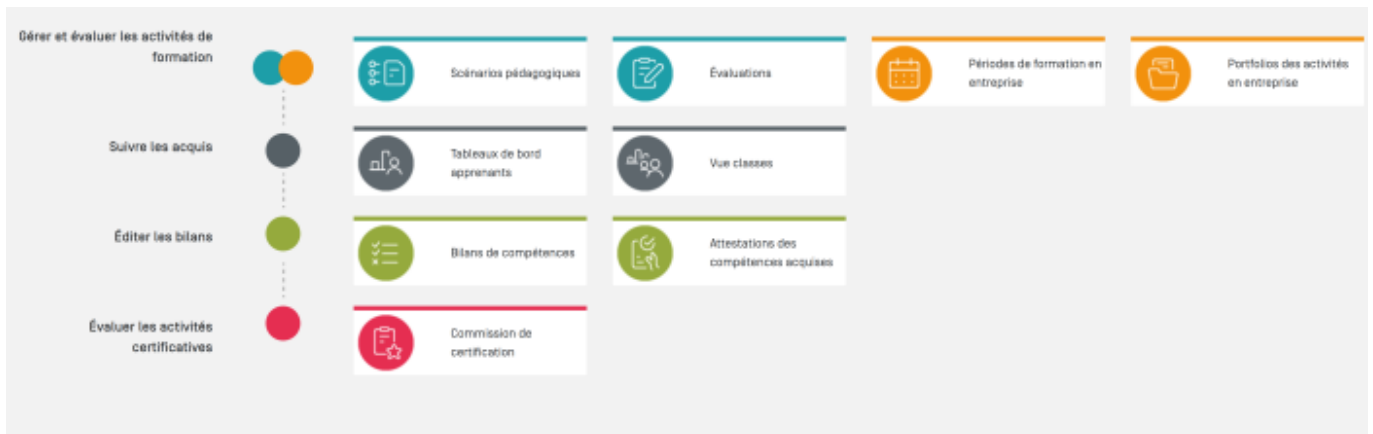 Gérer et évaluer les activités de
formation
Scénarios pédagogiques
Évaluations
Périodes de formation en
entreprise
Portfolios des activités
en entreprise
Suivre les acquis
Tableaux de bord
apprenants
Vue classes
Éditer les bilans
Bilans de compétences
Attestations des
compétences acquises
Évaluer les activités
certificatives
Commission de
certification